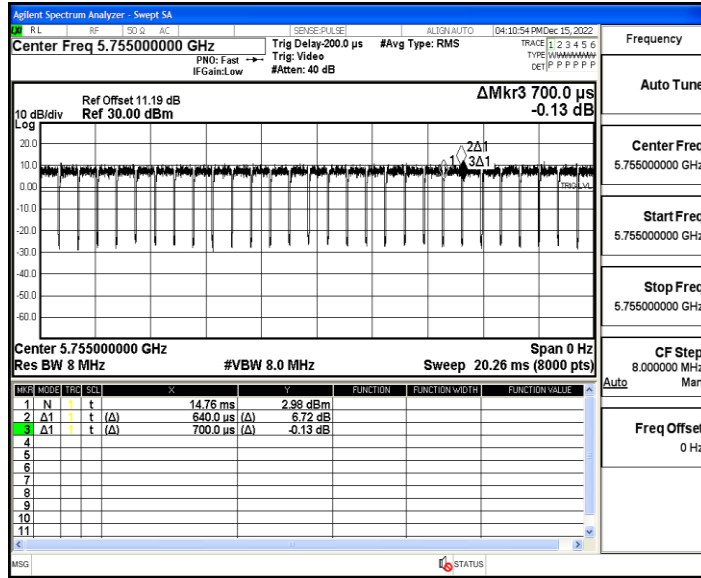 Agilent Spectrum Analyzer - Swept SA
RL RF 50 Ω AC SENSE:PULSE ALIGN AUTO 04:10:54 PM Dec 15, 2022
Center Freq 5.755000000 GHz
PNO: Fast
IFGain:Low
Trig Delay-200.0 µs
Trig: Video
#Atten: 40 dB
#Avg Type: RMS
TRACE 1 2 3 4 5 6
TYPE
DET P P P P P P
Ref Offset 11.19 dB
10 dB/div Ref 30.00 dBm
Log
ΔMkr3 700.0 µs
-0.13 dB
20.0
10.0
0.00
-10.0
-20.0
-30.0
-40.0
-50.0
-60.0
2Δ1
1 3Δ1
TRIG LVL
Center 5.755000000 GHz Span 0 Hz
Res BW 8 MHz #VBW 8.0 MHz Sweep 20.26 ms (8000 pts)
MKR MODE TRC SCL X Y FUNCTION FUNCTION WIDTH FUNCTION VALUE
1 N 1 t 14.76 ms 2.98 dBm
2 Δ1 1 t (Δ) 640.0 µs (Δ) 6.72 dB
3 Δ1 1 t (Δ) 700.0 µs (Δ) -0.13 dB
4
5
6
7
8
9
10
11
MSG STATUS
Frequency
Auto Tune
Center Freq
5.755000000 GHz
Start Freq
5.755000000 GHz
Stop Freq
5.755000000 GHz
CF Step
8.000000 MHz
Auto Man
Freq Offset
0 Hz